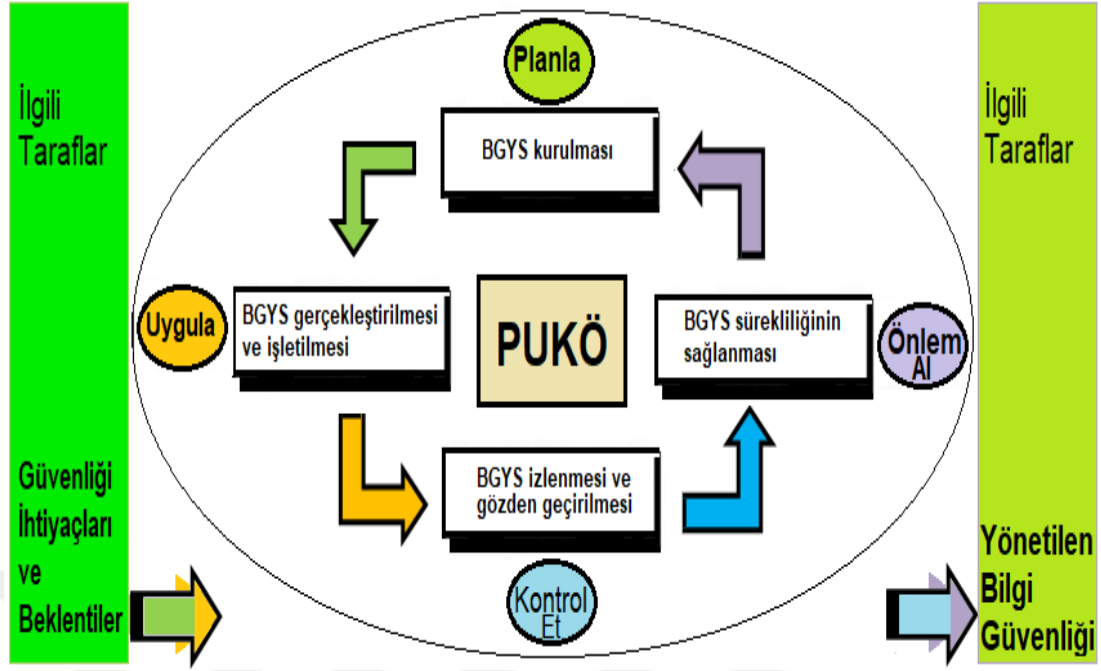 İlgili
Taraflar
Güvenliği
İhtiyaçları
ve
Beklentiler
Planla
BGYS kurulması
Uygula
BGYS gerçekleştirilmesi
ve işletilmesi
PUKÖ
BGYS sürekliliğinin
sağlanması
Önlem
Al
BGYS izlenmesi ve
gözden geçirilmesi
Kontrol
Et
İlgili
Taraflar
Yönetilen
Bilgi
Güvenliği